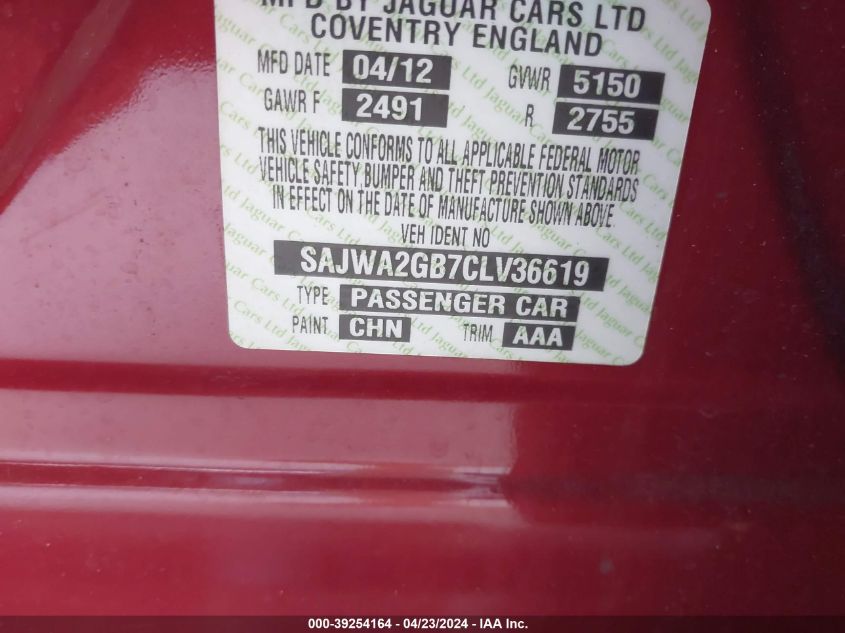 MFD BY JAGUAR CARS LTD
COVENTRY ENGLAND
MFD DATE 04/12 GVWR 5150
GAWR F 2491 R 2755
THIS VEHICLE CONFORMS TO ALL APPLICABLE FEDERAL MOTOR
VEHICLE SAFETY, BUMPER AND THEFT PREVENTION STANDARDS
IN EFFECT ON THE DATE OF MANUFACTURE SHOWN ABOVE.
VEH IDENT NO
SAJWA2GB7CLV36619
TYPE PASSENGER CAR
PAINT CHN TRIM AAA
000-39254164 - 04/23/2024 - IAA, Inc.